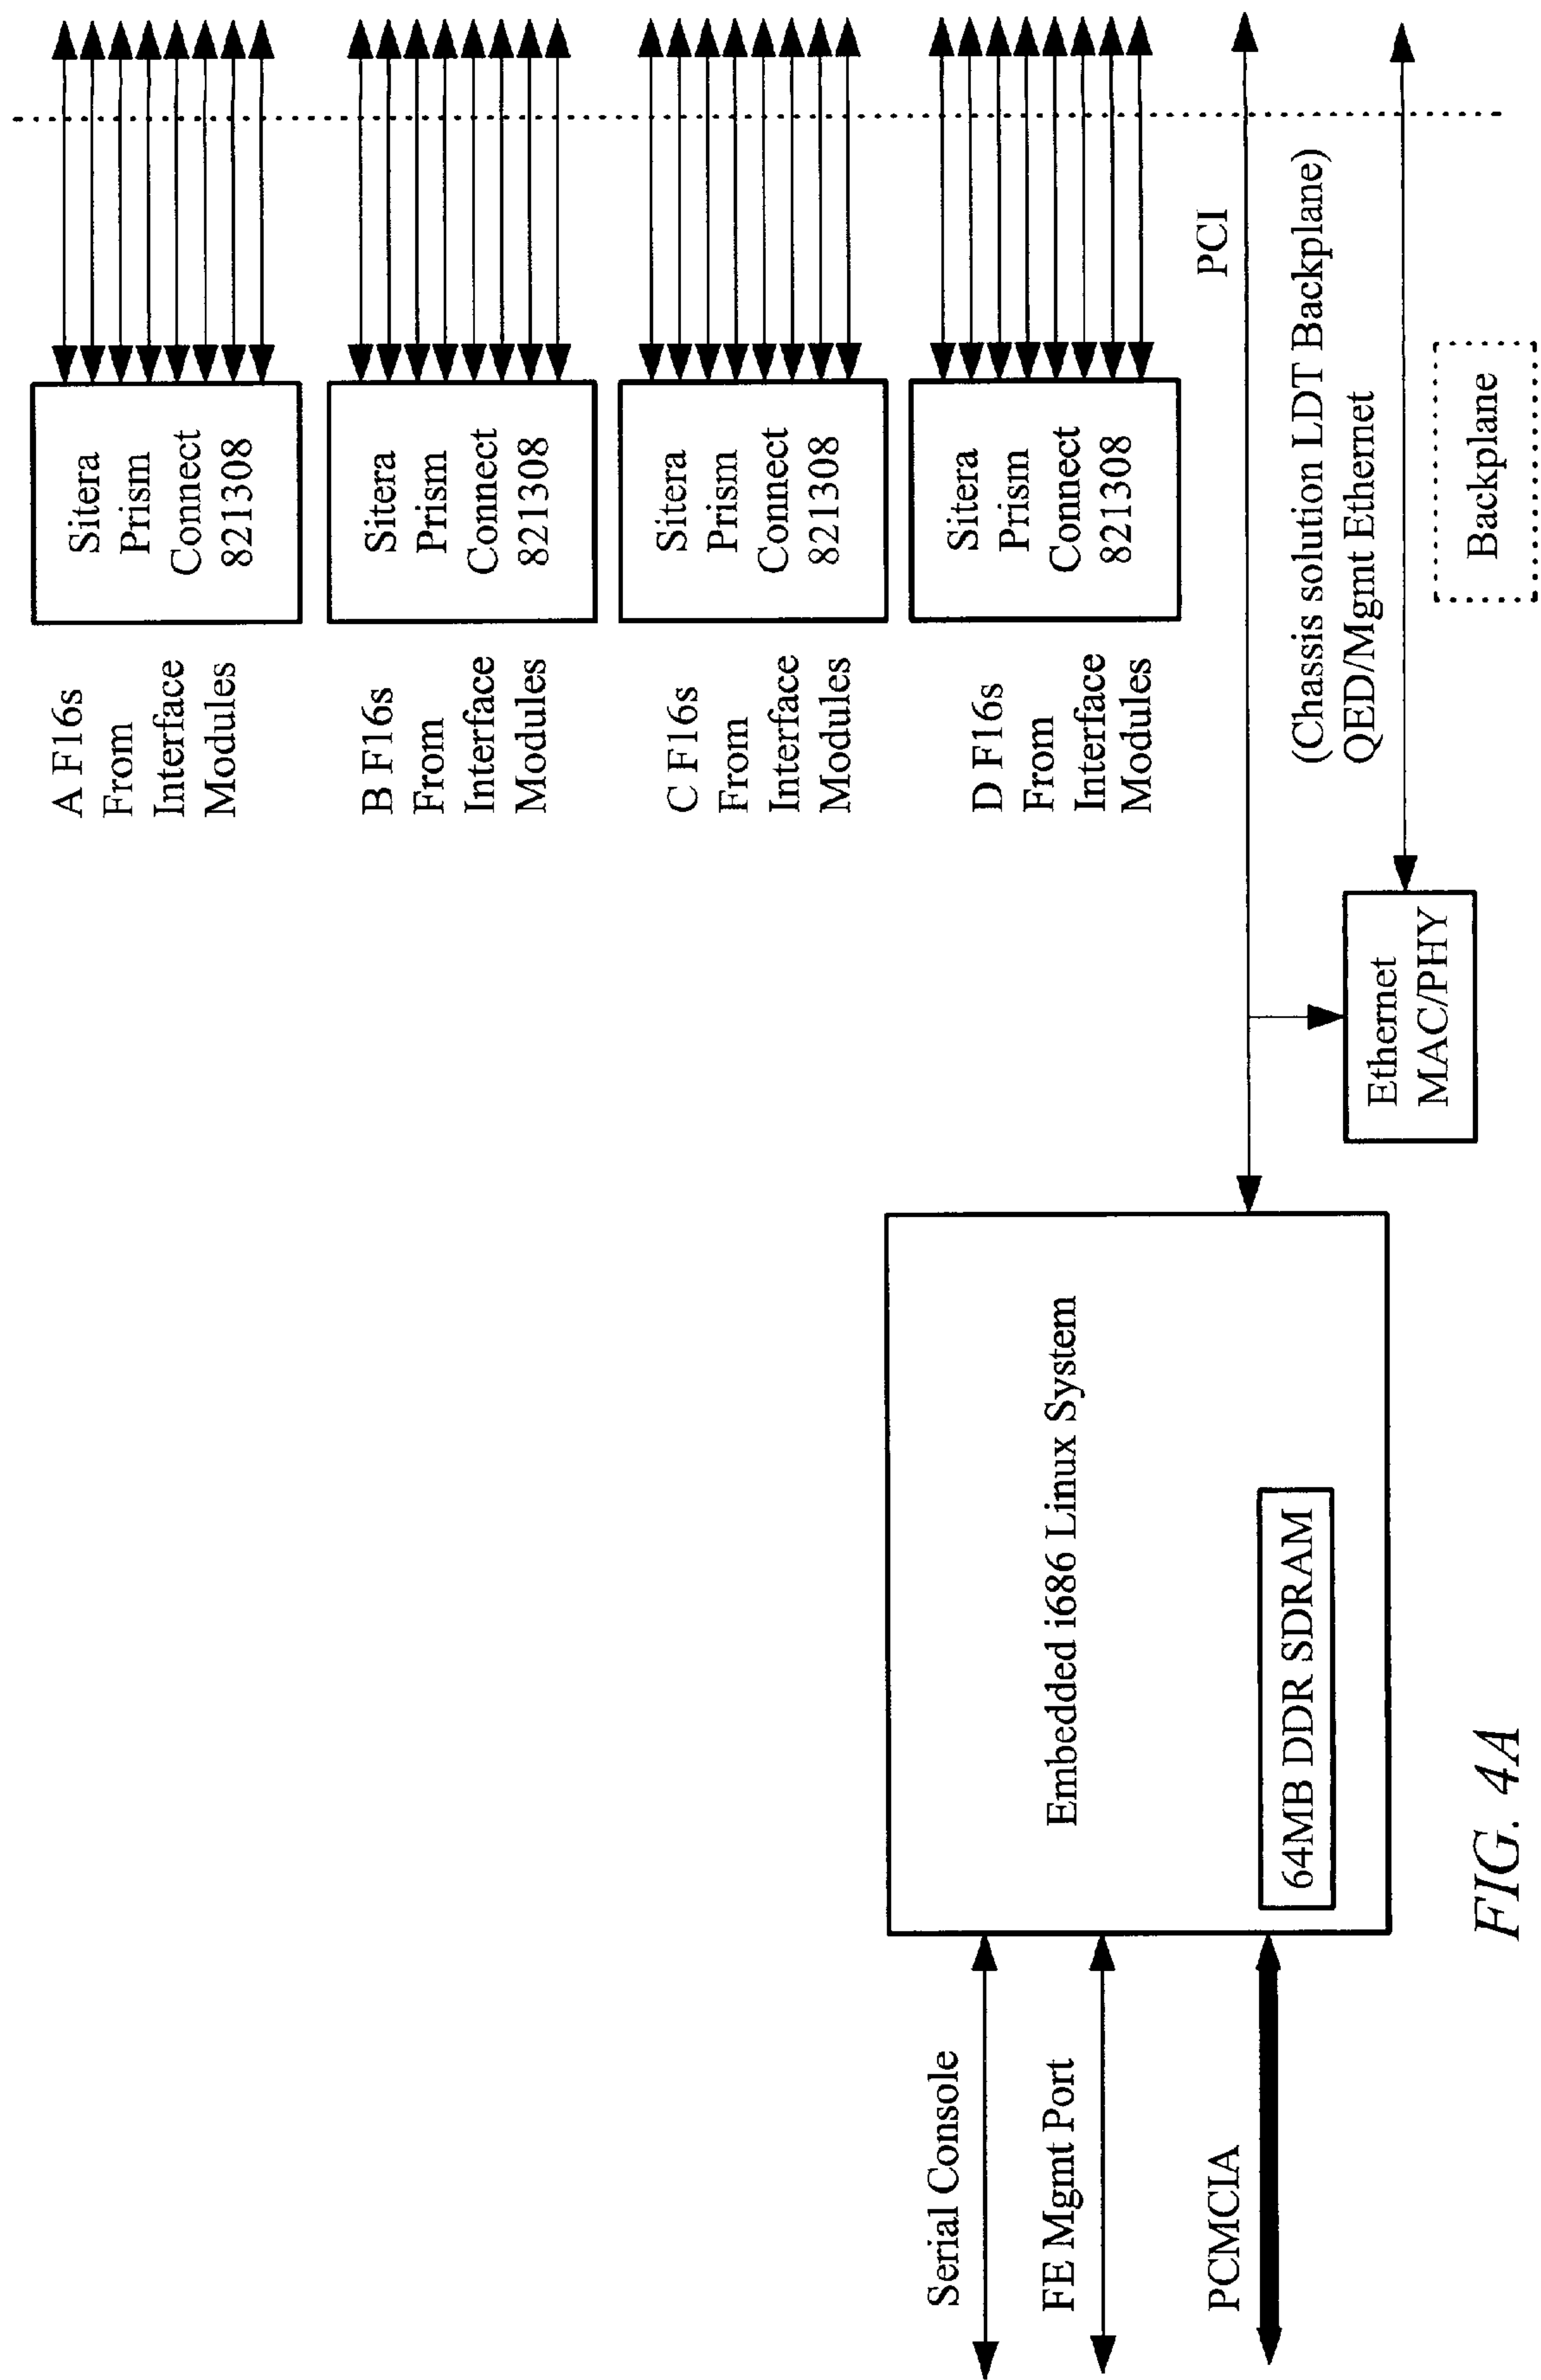 A F16s
From
Interface
Modules
Sitera
Prism
Connect
821308
B F16s
From
Interface
Modules
Sitera
Prism
Connect
821308
C F16s
From
Interface
Modules
Sitera
Prism
Connect
821308
D F16s
From
Interface
Modules
Sitera
Prism
Connect
821308
Serial Console
FE Mgmt Port
PCMCIA
Embedded i686 Linux System
64MB DDR SDRAM
PCI
(Chassis solution LDT Backplane)
QED/Mgmt Ethernet
Ethernet
MAC/PHY
Backplane
FIG. 4A